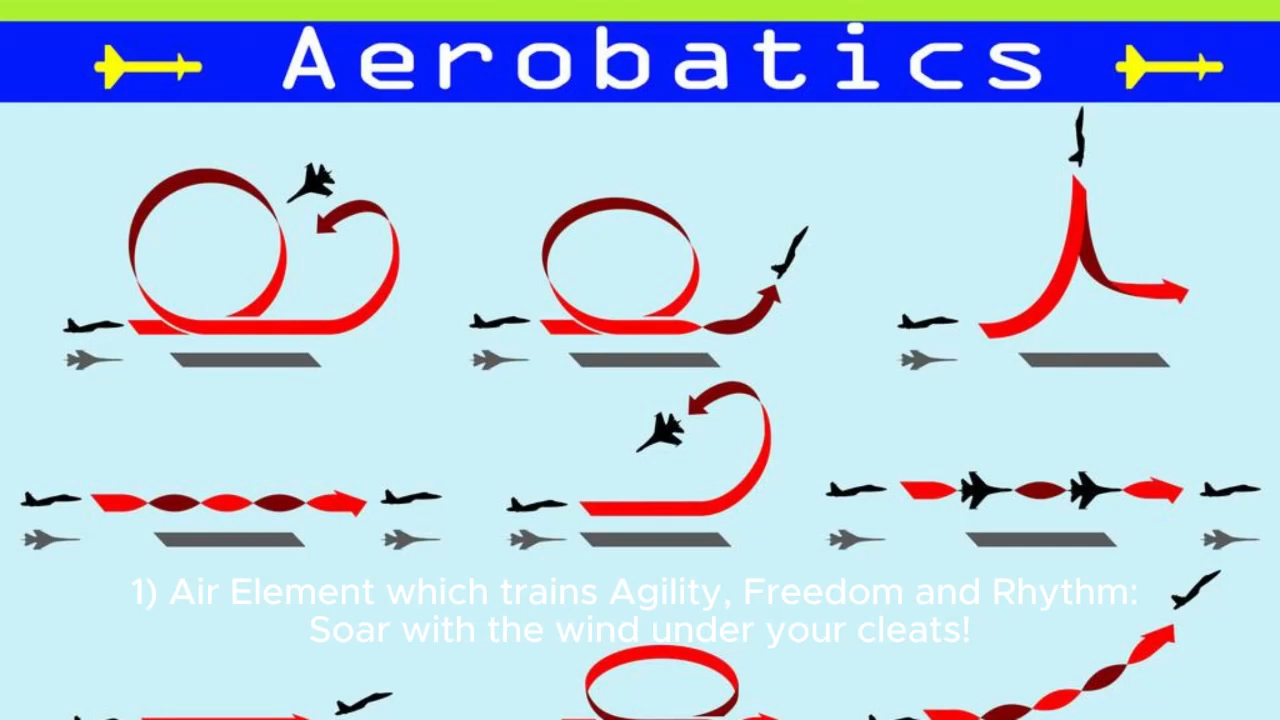 Aerobatics
1) Air Element which trains Agility, Freedom and Rhythm:
Soar with the wind under your cleats!